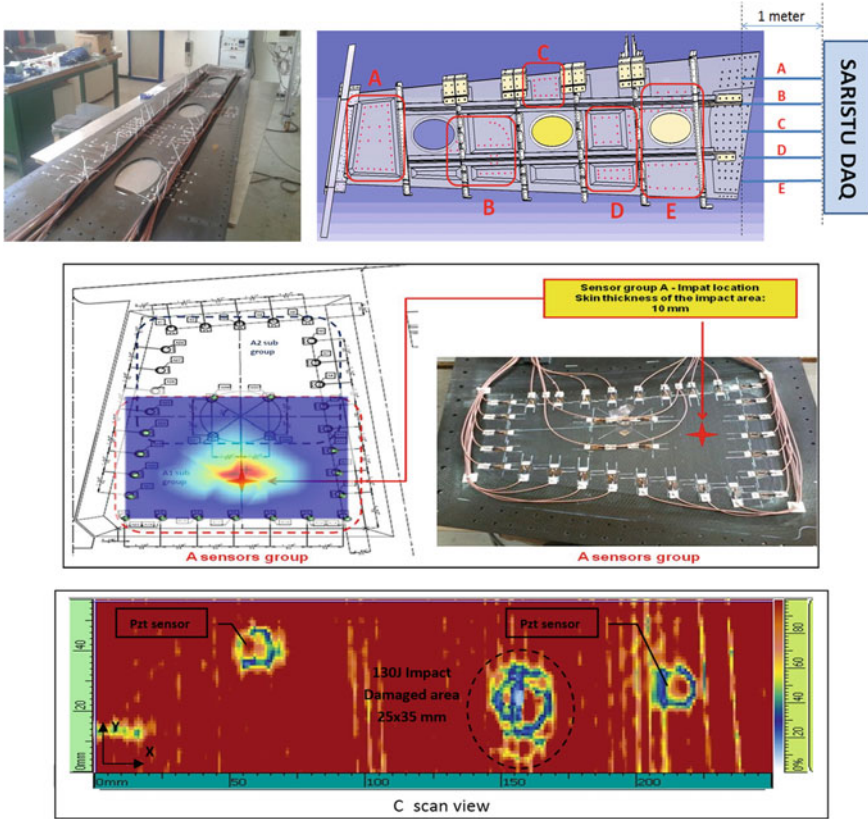 1 meter
SARISTU DAQ
A
B
C
D
E
C
A
B
D
E
Sensor group A - Impat location
Skin thickness of the impact area:
10 mm
A2 sub
group
A1 sub
group
A sensors group
A sensors group
Pzt sensor
Pzt sensor
130J Impact
Damaged area
25x35 mm
Y
X
40
20
0mm
0mm
50
100
150
200
80
60
40
20
0%
C scan view